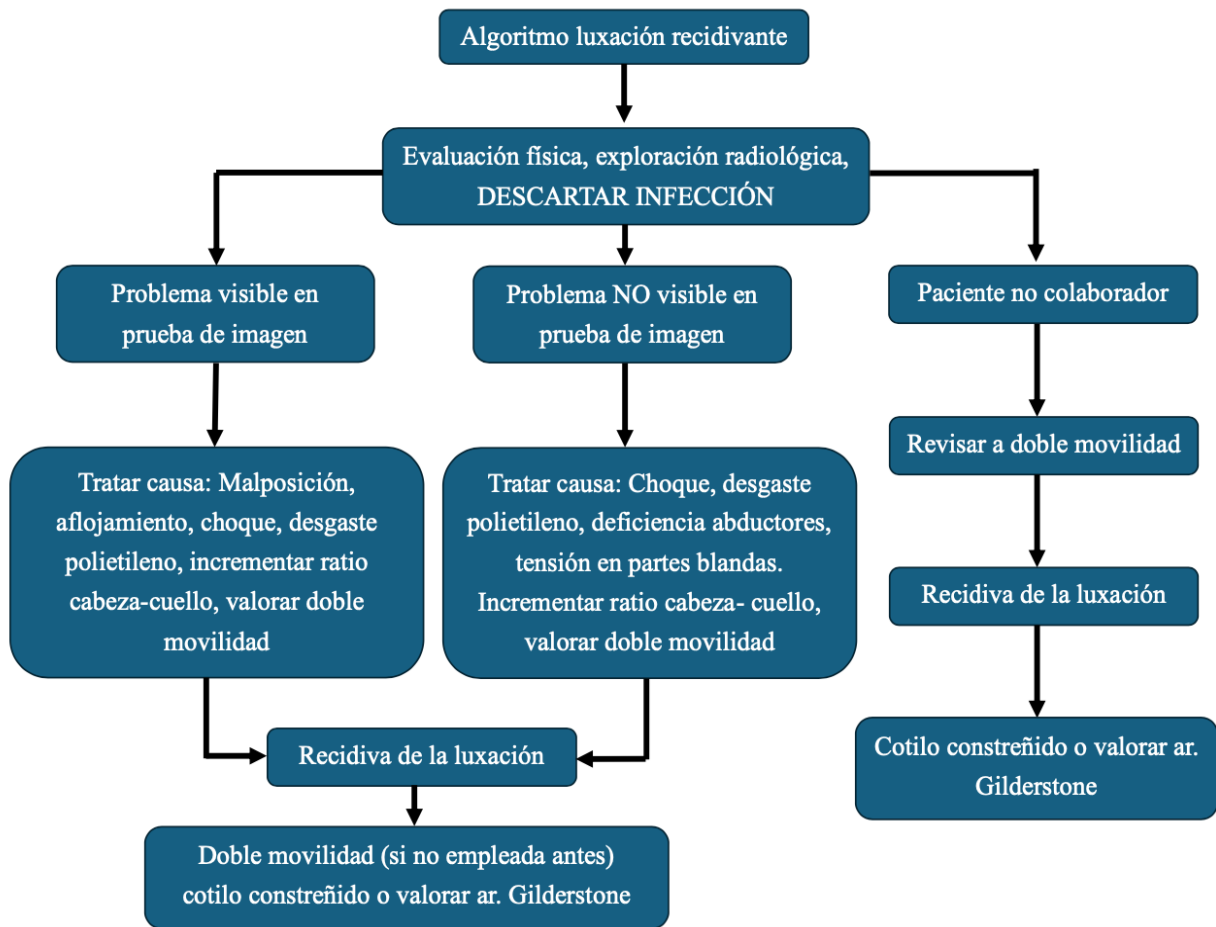 Algoritmo luxación recidivante
Evaluación física, exploración radiológica,
DESCARTAR INFECCIÓN
Problema visible en
prueba de imagen
Problema NO visible en
prueba de imagen
Paciente no colaborador
Tratar causa: Malposición,
aflojamiento, choque, desgaste
polietileno, incrementar ratio
cabeza-cuello, valorar doble
movilidad
Tratar causa: Choque, desgaste
polietileno, deficiencia abductores,
tensión en partes blandas.
Incrementar ratio cabeza- cuello,
valorar doble movilidad
Revisar a doble movilidad
Recidiva de la luxación
Cotilo constreñido o valorar ar.
Gilderstone
Recidiva de la luxación
Doble movilidad (si no empleada antes)
cotilo constreñido o valorar ar. Gilderstone